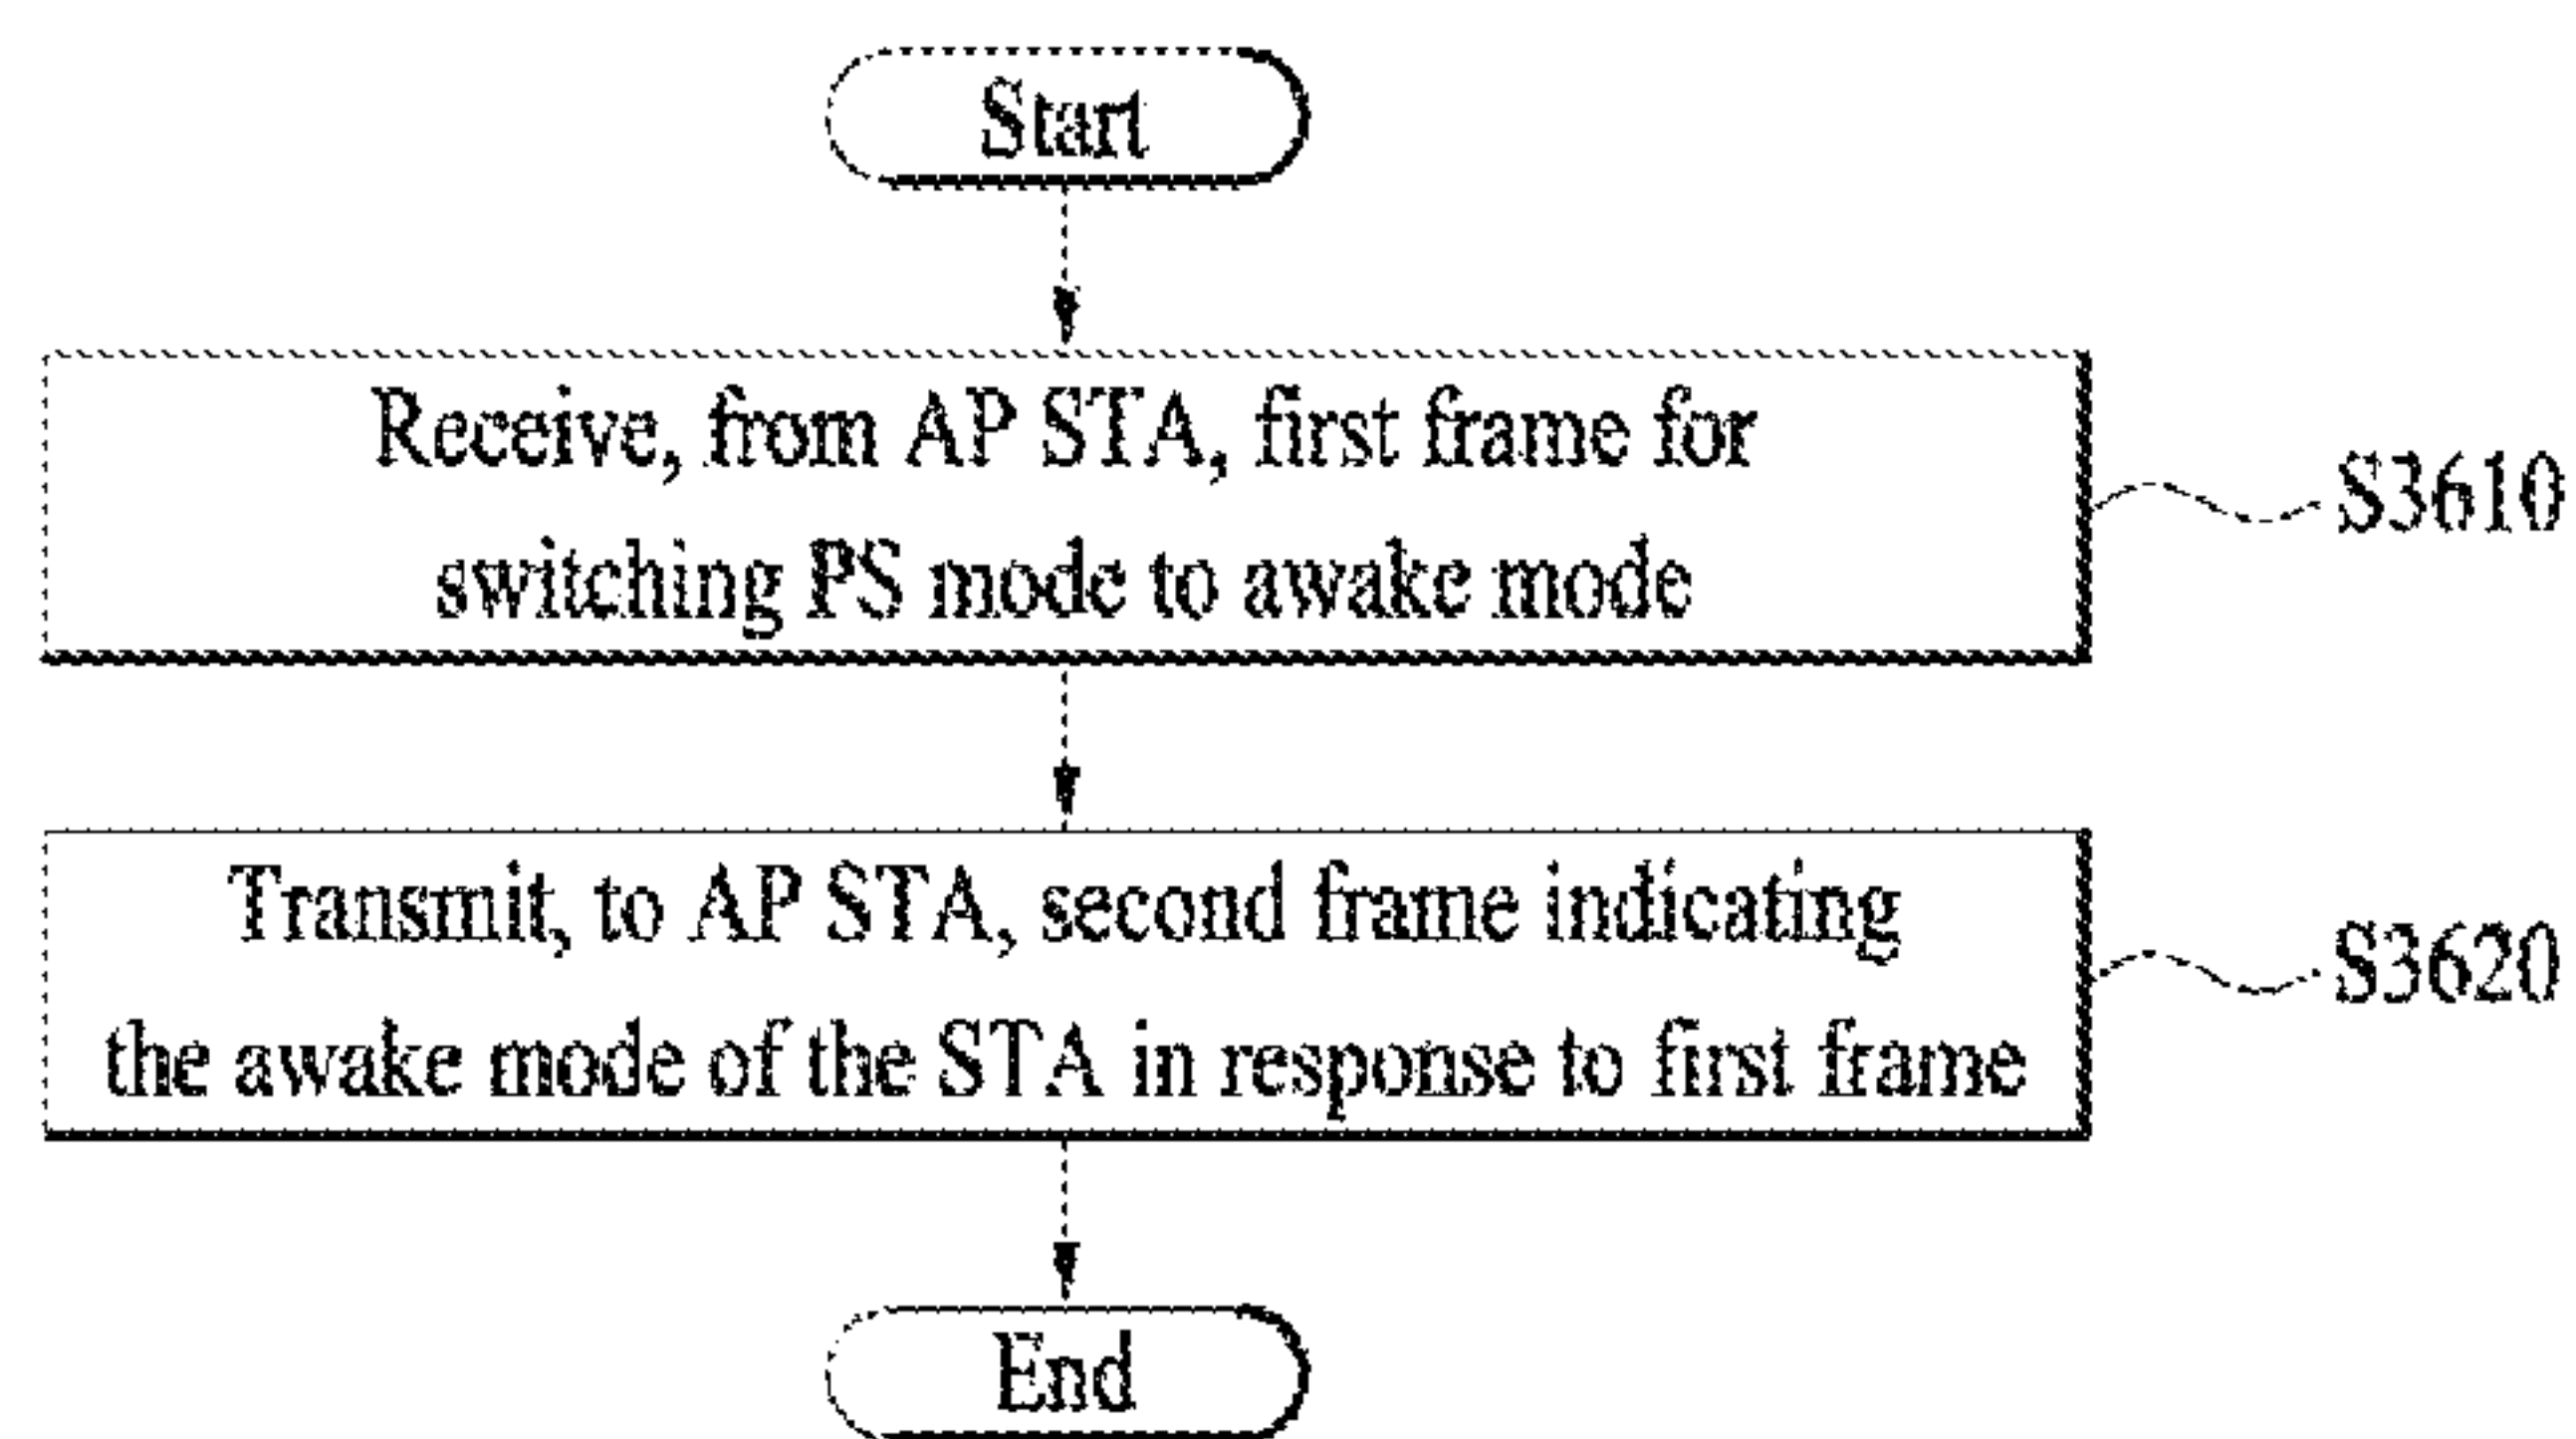 Start
Receive, from AP STA, first frame for
switching PS mode to awake mode
S3610
Transmit, to AP STA, second frame indicating
the awake mode of the STA in response to first frame
S3620
End